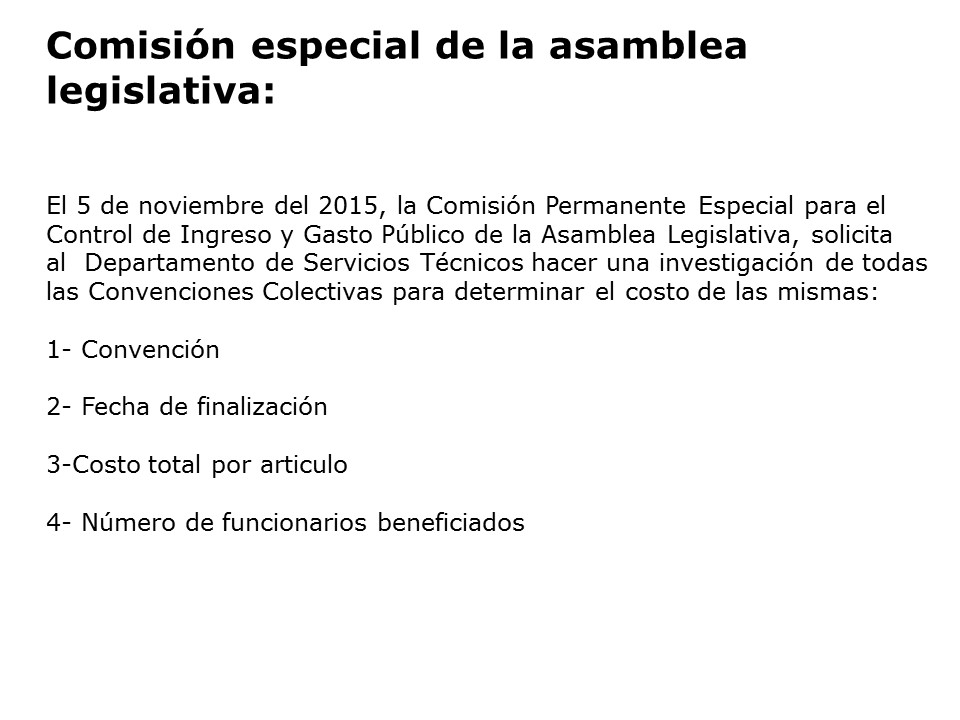 Comisión especial de la asamblea
legislativa:
El 5 de noviembre del 2015, la Comisión Permanente Especial para el
Control de Ingreso y Gasto Público de la Asamblea Legislativa, solicita
al  Departamento de Servicios Técnicos hacer una investigación de todas
las Convenciones Colectivas para determinar el costo de las mismas:
1- Convención
2- Fecha de finalización
3-Costo total por articulo
4- Número de funcionarios beneficiados